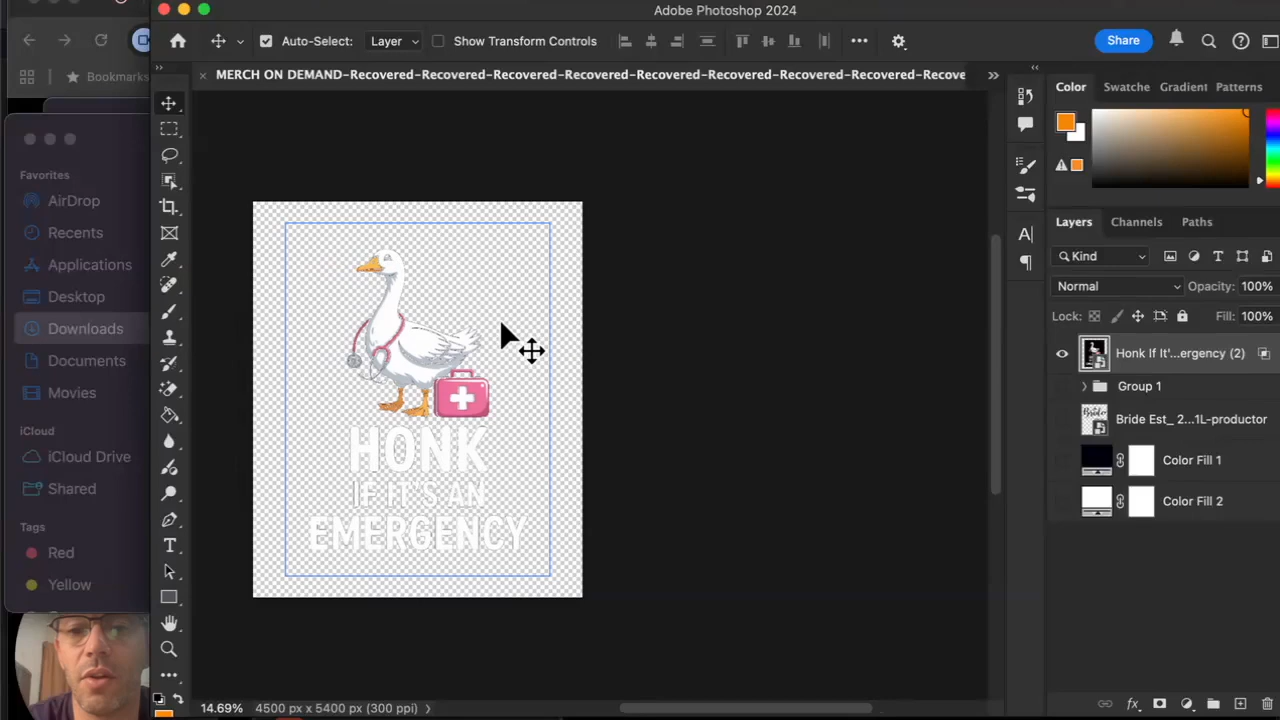 Adobe Photoshop 2024
Bookmarks
Auto-Select: Layer Show Transform Controls Share
MERCH ON DEMAND-Recovered-Recovered-Recovered-Recovered-Recovered-Recovered-Recovered-Recovered-Recove
Favorites
AirDrop
Recents
Applications
Desktop
Downloads
Documents
Movies
iCloud
iCloud Drive
Shared
Tags
Red
Yellow
HONK
IF IT'S AN
EMERGENCY
14.69% 4500 px x 5400 px (300 ppi)
Color Swatche Gradient Patterns
Layers Channels Paths
Kind
Normal Opacity: 100%
Lock: Fill: 100%
Honk If It'...ergency (2)
Group 1
Bride Est_ 2...1L-productor
Color Fill 1
Color Fill 2
fx